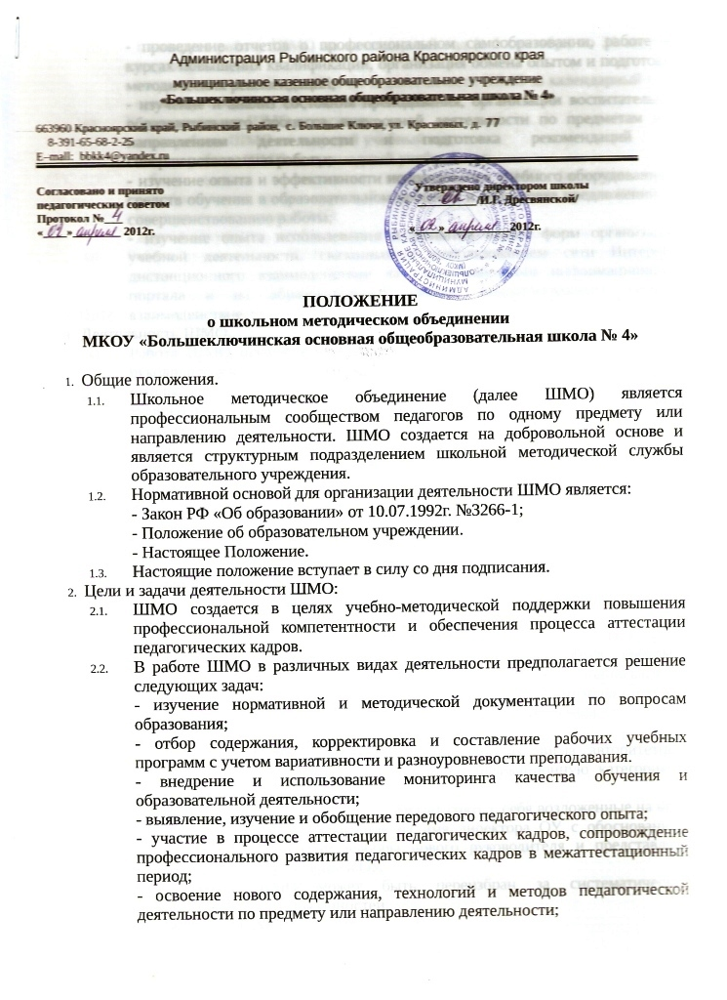 Администрация Рыбинского района Красноярского края
муниципальное казенное общеобразовательное учреждение
«Большеключинская основная общеобразовательная школа № 4»
663960 Красноярский край, Рыбинский район, с. Большие Ключи, ул. Красновых, д. 77
8-391-65-68-2-25
E-mail: bbkk4@yandex.ru
Согласовано и принято
педагогическим советом
Протокол № 4
« 02 » апреля 2012г.
Утверждено директором школы
/И.Г. Дресвянской/
« 02 » апреля 2012г.
ПОЛОЖЕНИЕ
о школьном методическом объединении
МКОУ «Большеключинская основная общеобразовательная школа № 4»
1. Общие положения.
1.1. Школьное методическое объединение (далее ШМО) является
профессиональным сообществом педагогов по одному предмету или
направлению деятельности. ШМО создается на добровольной основе и
является структурным подразделением школьной методической службы
образовательного учреждения.
1.2. Нормативной основой для организации деятельности ШМО является:
- Закон РФ «Об образовании» от 10.07.1992г. №3266-1;
- Положение об образовательном учреждении.
- Настоящее Положение.
1.3. Настоящие положение вступает в силу со дня подписания.
2. Цели и задачи деятельности ШМО:
2.1. ШМО создается в целях учебно-методической поддержки повышения
профессиональной компетентности и обеспечения процесса аттестации
педагогических кадров.
2.2. В работе ШМО в различных видах деятельности предполагается решение
следующих задач:
- изучение нормативной и методической документации по вопросам
образования;
- отбор содержания, корректировка и составление рабочих учебных
программ с учетом вариативности и разноуровневости преподавания.
- внедрение и использование мониторинга качества обучения и
образовательной деятельности;
- выявление, изучение и обобщение передового педагогического опыта;
- участие в процессе аттестации педагогических кадров, сопровождение
профессионального развития педагогических кадров в межаттестационный
период;
- освоение нового содержания, технологий и методов педагогической
деятельности по предмету или направлению деятельности;